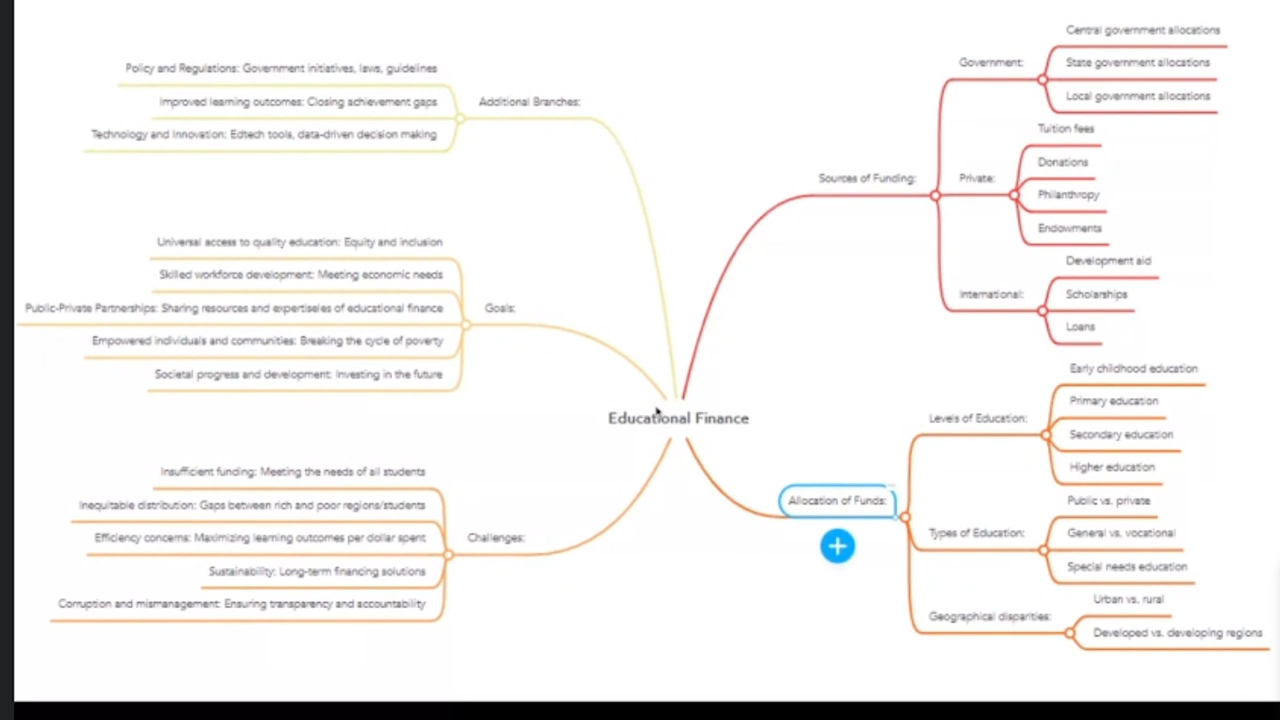 Educational Finance
Sources of Funding:
Government:
Central government allocations
State government allocations
Local government allocations
Private:
Tuition fees
Donations
Philanthropy
Endowments
International:
Development aid
Scholarships
Loans
Allocation of Funds:
Levels of Education:
Early childhood education
Primary education
Secondary education
Higher education
Types of Education:
Public vs. private
General vs. vocational
Special needs education
Geographical disparities:
Urban vs. rural
Developed vs. developing regions
Challenges:
Insufficient funding: Meeting the needs of all students
Inequitable distribution: Gaps between rich and poor regions/students
Efficiency concerns: Maximizing learning outcomes per dollar spent
Sustainability: Long-term financing solutions
Corruption and mismanagement: Ensuring transparency and accountability
Goals:
Universal access to quality education: Equity and inclusion
Skilled workforce development: Meeting economic needs
Public-Private Partnerships: Sharing resources and expertiseies of educational finance
Empowered individuals and communities: Breaking the cycle of poverty
Societal progress and development: Investing in the future
Additional Branches:
Policy and Regulations: Government initiatives, laws, guidelines
Improved learning outcomes: Closing achievement gaps
Technology and Innovation: Edtech tools, data-driven decision making